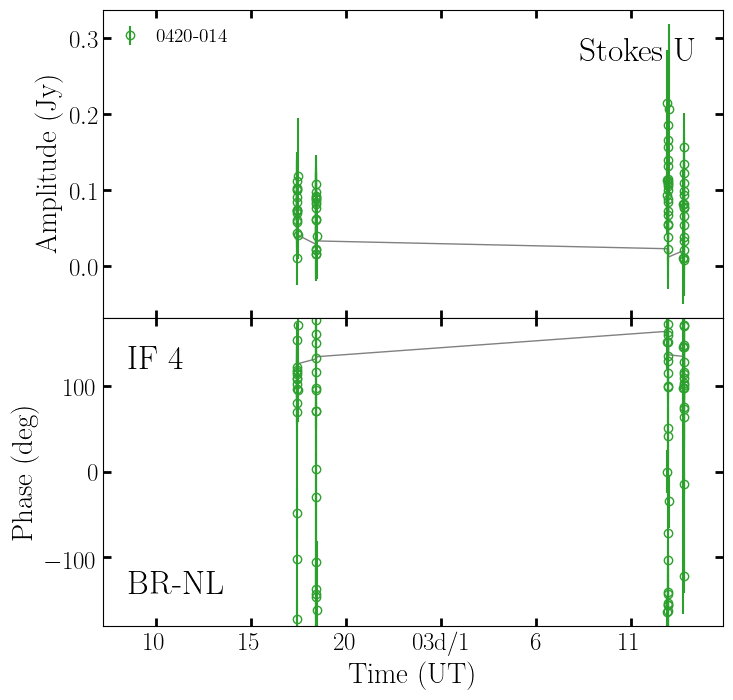 0420-014
Stokes U
0.3
0.2
0.1
0.0
Amplitude (Jy)
IF 4
100
0
−100
Phase (deg)
BR-NL
10 15 20 03d/1 6 11
Time (UT)